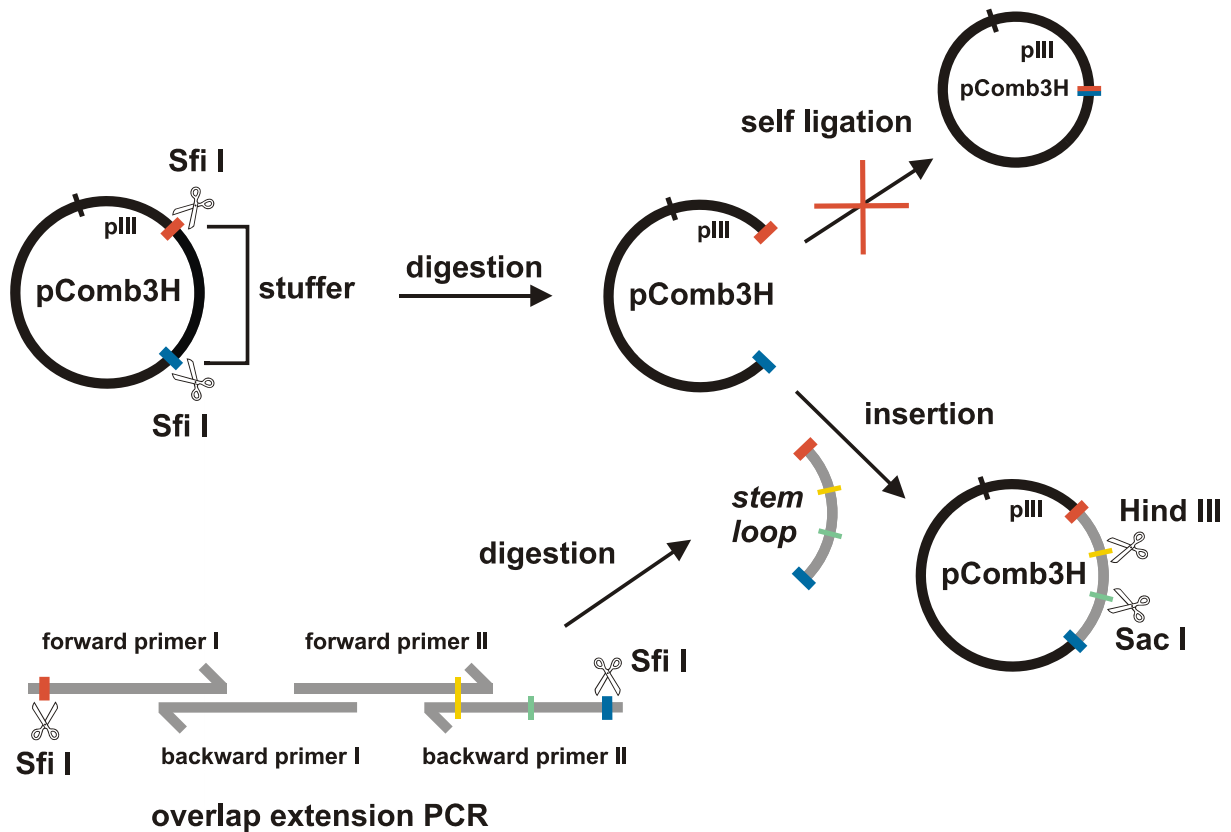 pIII
pComb3H
self ligation
Sfi I
pIII
pComb3H
stuffer
Sfi I
digestion
pIII
pComb3H
insertion
stem
loop
pIII
pComb3H
Hind III
Sac I
digestion
forward primer I
forward primer II
Sfi I
Sfi I
backward primer I
backward primer II
overlap extension PCR